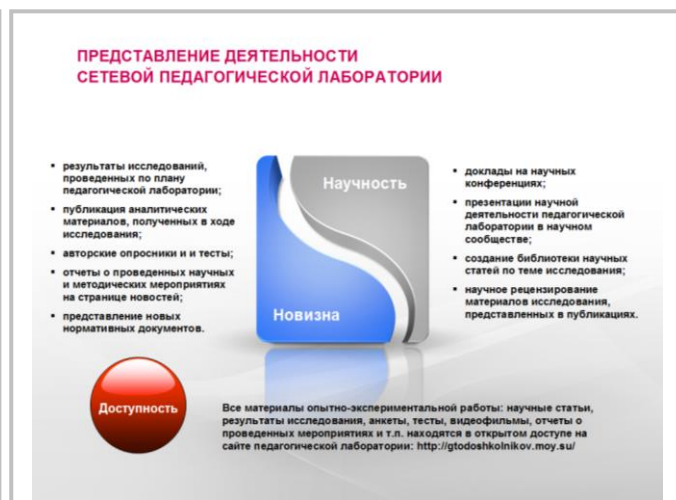 ПРЕДСТАВЛЕНИЕ ДЕЯТЕЛЬНОСТИ
СЕТЕВОЙ ПЕДАГОГИЧЕСКОЙ ЛАБОРАТОРИИ
▪ результаты исследований,
проведенных по плану
педагогической лаборатории;
▪ публикация аналитических
материалов, полученных в ходе
исследования;
▪ авторские опросники и и тесты;
▪ отчеты о проведенных научных
и методических мероприятиях
на странице новостей;
▪ представление новых
нормативных документов.
Научность
Новизна
▪ доклады на научных
конференциях;
▪ презентации научной
деятельности педагогической
лаборатории в научном
сообществе;
▪ создание библиотеки научных
статей по теме исследования;
▪ научное рецензирование
материалов исследования,
представленных в публикациях.
Доступность
Все материалы опытно-экспериментальной работы: научные статьи,
результаты исследования, анкеты, тесты, видеофильмы, отчеты о
проведенных мероприятиях и т.п. находятся в открытом доступе на
сайте педагогической лаборатории: http://gtodoshkolnikov.moy.su/